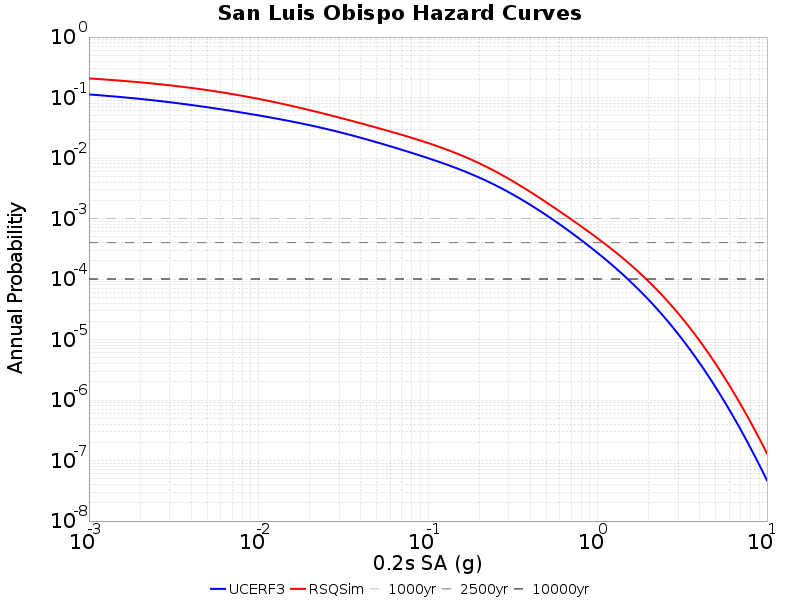 San Luis Obispo Hazard Curves
Annual Probabilitiy
10^0
10^-1
10^-2
10^-3
10^-4
10^-5
10^-6
10^-7
10^-8
10^-3 10^-2 10^-1 10^0 10^1
0.2s SA (g)
UCERF3 RSQSim 1000yr 2500yr 10000yr